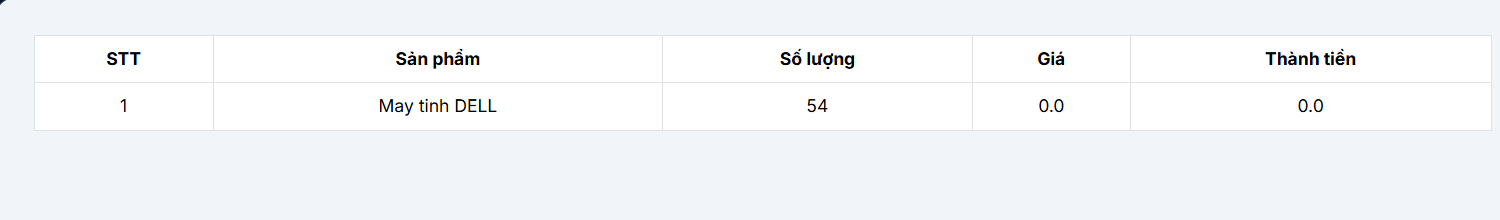 STT Sản phẩm Số lượng Giá Thành tiền
1 May tinh DELL 54 0.0 0.0